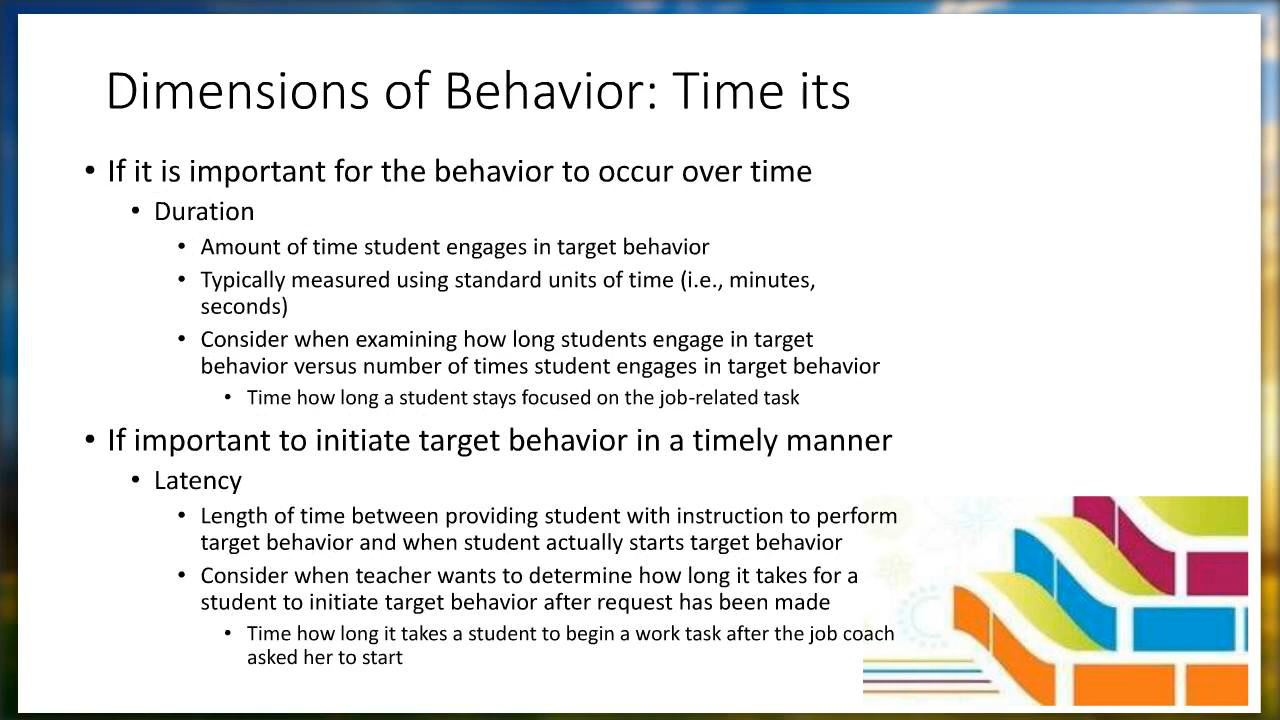 Dimensions of Behavior: Time its
• If it is important for the behavior to occur over time
• Duration
• Amount of time student engages in target behavior
• Typically measured using standard units of time (i.e., minutes,
seconds)
• Consider when examining how long students engage in target
behavior versus number of times student engages in target behavior
• Time how long a student stays focused on the job-related task
• If important to initiate target behavior in a timely manner
• Latency
• Length of time between providing student with instruction to perform
target behavior and when student actually starts target behavior
• Consider when teacher wants to determine how long it takes for a
student to initiate target behavior after request has been made
• Time how long it takes a student to begin a work task after the job coach
asked her to start